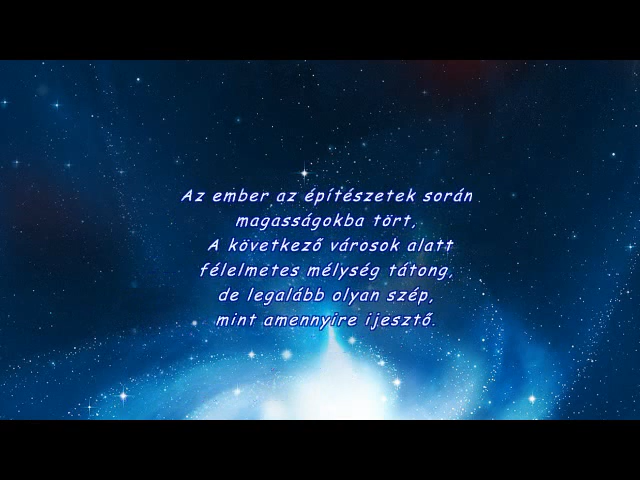 Az ember az építészetek során
magasságokba tört,
A következő városok alatt
félelmetes mélység tátong,
de legalább olyan szép,
mint amennyire ijesztő.